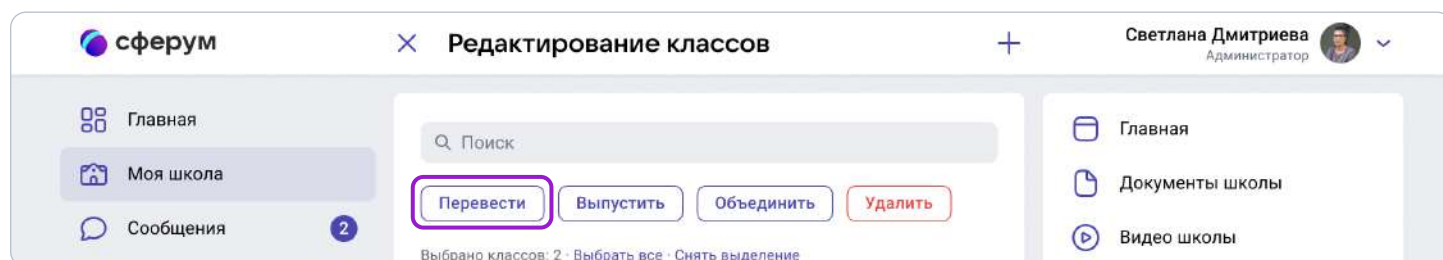 сферум
Редактирование классов
Светлана Дмитриева
Администратор
Главная
Моя школа
Сообщения 2
Поиск
Перевести Выпустить Объединить Удалить
Выбрано классов: 2 · Выбрать все · Снять выделение
Главная
Документы школы
Видео школы